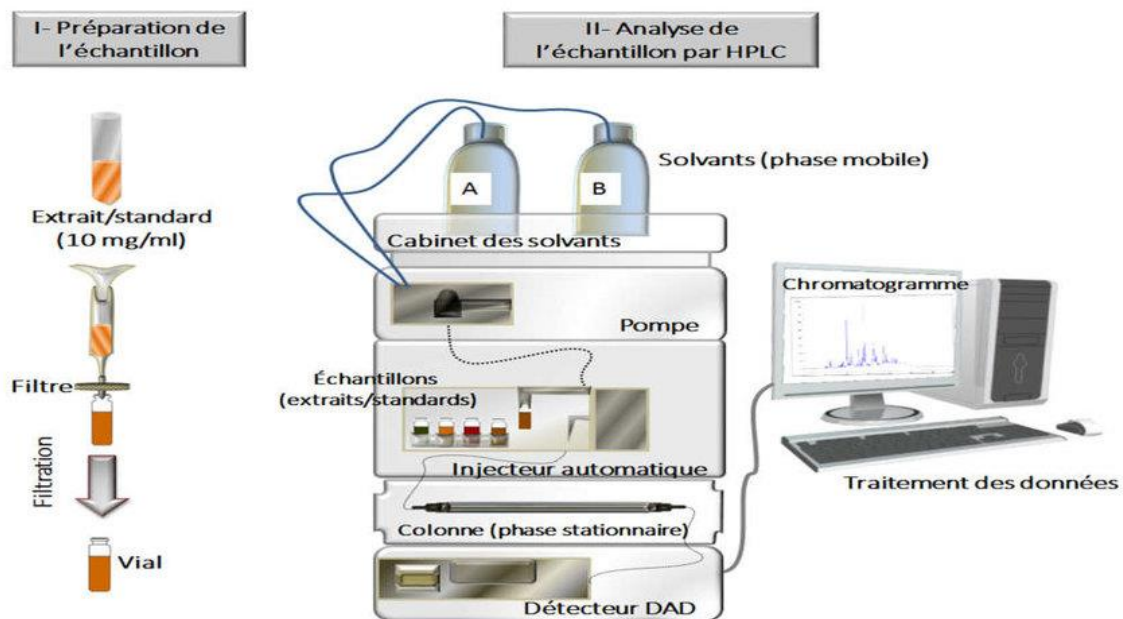 I- Préparation de
l'échantillon
Extrait/standard
(10 mg/ml)
Filtre
Filtration
Vial
II- Analyse de
l'échantillon par HPLC
A
B
Solvants (phase mobile)
Cabinet des solvants
Pompe
Échantillons
(extraits/standards)
Injecteur automatique
Colonne (phase stationnaire)
Détecteur DAD
Chromatogramme
Traitement des données